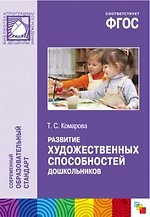 СООТВЕТСТВУЕТ
ФГОС
Т. С. Комарова
РАЗВИТИЕ
ХУДОЖЕСТВЕННЫХ
СПОСОБНОСТЕЙ
ДОШКОЛЬНИКОВ
СОВРЕМЕННЫЙ
ОБРАЗОВАТЕЛЬНЫЙ
СТАНДАРТ